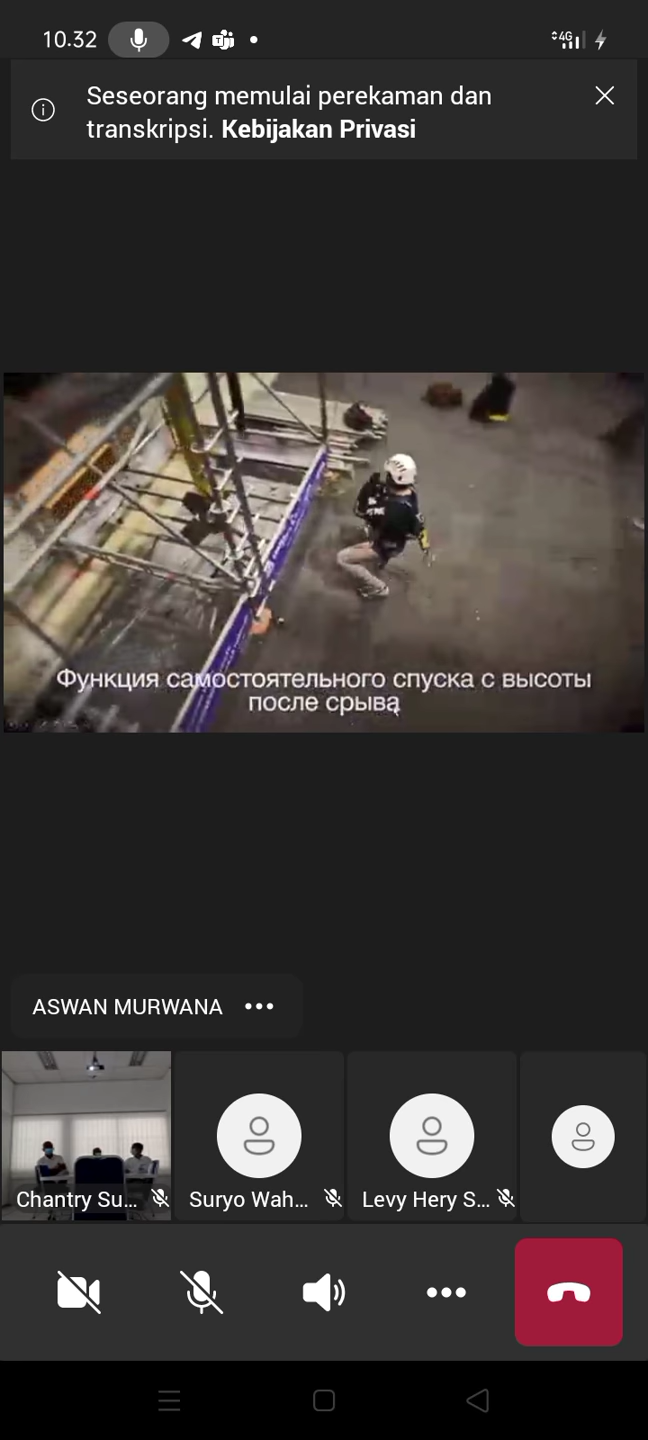 10.32
4G
Seseorang memulai perekaman dan
transkripsi. Kebijakan Privasi
Функция самостоятельного спуска с высоты
после срыва
ASWAN MURWANA
Chantry Su...
Suryo Wah...
Levy Hery S...